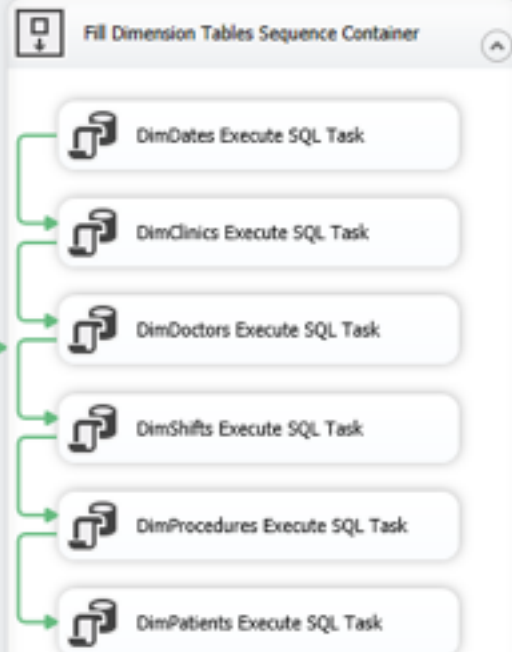 Fill Dimension Tables Sequence Container
DimDates Execute SQL Task
DimClinics Execute SQL Task
DimDoctors Execute SQL Task
DimShifts Execute SQL Task
DimProcedures Execute SQL Task
DimPatients Execute SQL Task